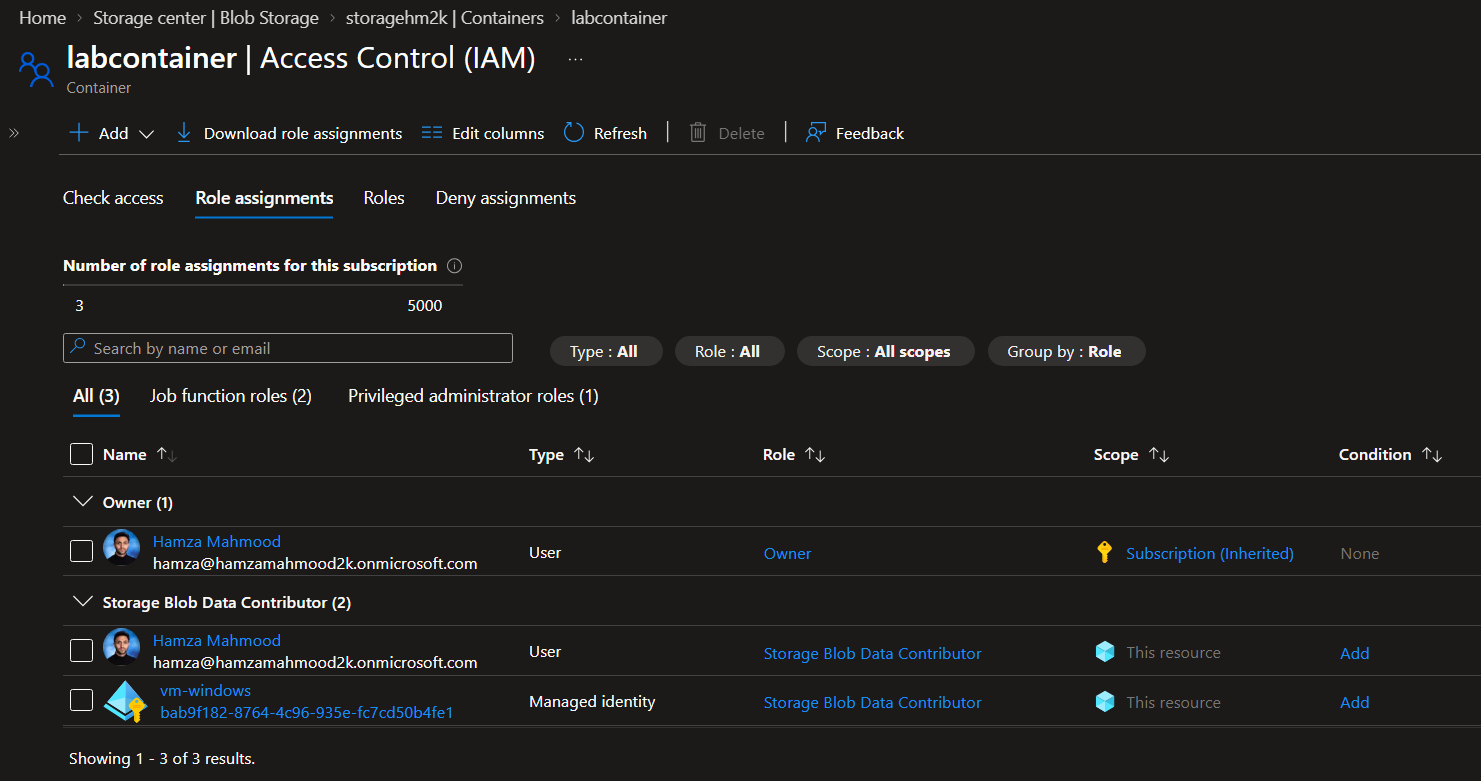 Home > Storage center | Blob Storage > storagehm2k | Containers > labcontainer
labcontainer | Access Control (IAM) ...
Container
Add Download role assignments Edit columns Refresh | Delete | Feedback
Check access Role assignments Roles Deny assignments
Number of role assignments for this subscription
3 5000
Search by name or email Type : All Role : All Scope : All scopes Group by : Role
All (3) Job function roles (2) Privileged administrator roles (1)
Name Type Role Scope Condition
Owner (1)
Hamza Mahmood
hamza@hamzamahmood2k.onmicrosoft.com User Owner Subscription (Inherited) None
Storage Blob Data Contributor (2)
Hamza Mahmood
hamza@hamzamahmood2k.onmicrosoft.com User Storage Blob Data Contributor This resource Add
vm-windows
bab9f182-8764-4c96-935e-fc7cd50b4fe1 Managed identity Storage Blob Data Contributor This resource Add
Showing 1 - 3 of 3 results.